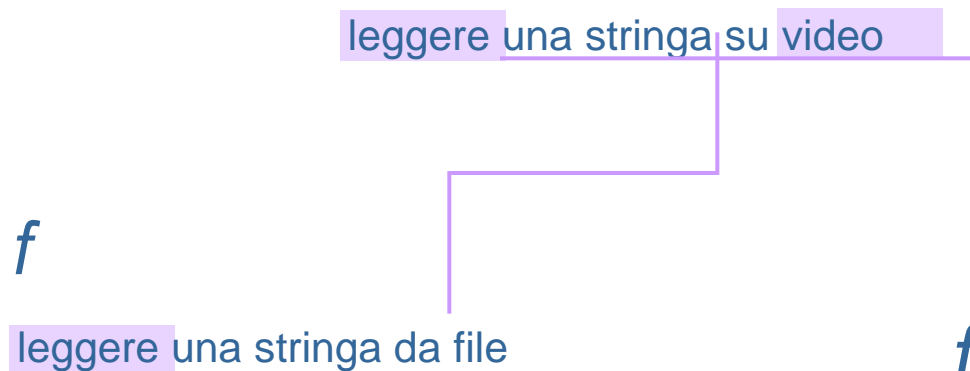 leggere una stringa su video
f
leggere una stringa da file
f